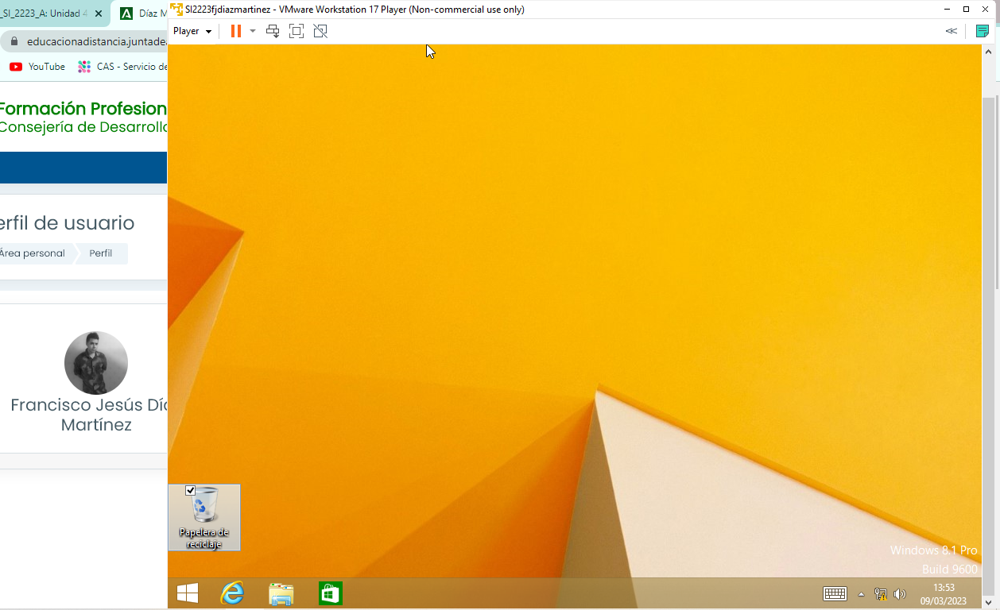 _SI_2223_A: Unidad 4
Díaz M
SI2223fjdiazmartinez - VMware Workstation 17 Player (Non-commercial use only)
educacionadistancia.juntadea
Player
YouTube
CAS - Servicio de
Formación Profesion
Consejería de Desarrollo
erfil de usuario
Área personal
Perfil
Francisco Jesús Día
Martínez
Papelera de
reciclaje
Windows 8.1 Pro
Build 9600
13:53
09/03/2023